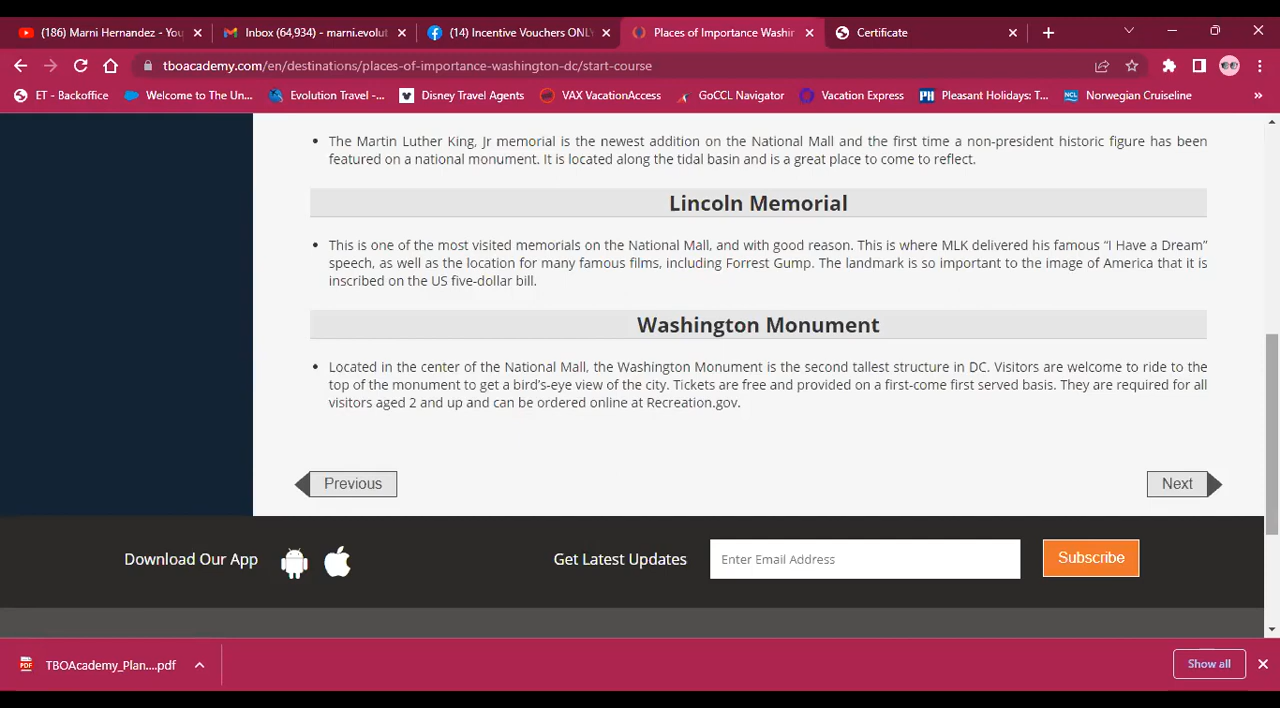 (186) Marni Hernandez - You
Inbox (64,934) - marni.evolut
(14) Incentive Vouchers ONLY
Places of Importance Washin
Certificate
tboacademy.com/en/destinations/places-of-importance-washington-dc/start-course
ET - Backoffice
Welcome to The Un...
Evolution Travel -...
Disney Travel Agents
VAX VacationAccess
GoCCL Navigator
Vacation Express
PH
Pleasant Holidays: T...
NCL
Norwegian Cruiseline
»
• The Martin Luther King, Jr memorial is the newest addition on the National Mall and the first time a non-president historic figure has been
featured on a national monument. It is located along the tidal basin and is a great place to come to reflect.
Lincoln Memorial
• This is one of the most visited memorials on the National Mall, and with good reason. This is where MLK delivered his famous “I Have a Dream”
speech, as well as the location for many famous films, including Forrest Gump. The landmark is so important to the image of America that it is
inscribed on the US five-dollar bill.
Washington Monument
• Located in the center of the National Mall, the Washington Monument is the second tallest structure in DC. Visitors are welcome to ride to the
top of the monument to get a bird’s-eye view of the city. Tickets are free and provided on a first-come first served basis. They are required for all
visitors aged 2 and up and can be ordered online at Recreation.gov.
Previous
Next
Download Our App
Get Latest Updates
Enter Email Address
Subscribe
PDF
TBOAcademy_Plan....pdf
Show all